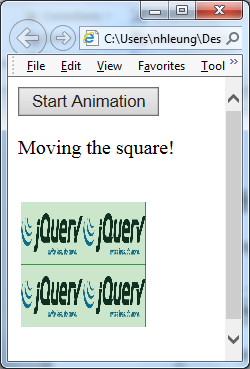 C:\Users\nhleung\Des
File Edit View Favorites Tool »
Start Animation
Moving the square!
jQuery jQuery
jQuery jQuery